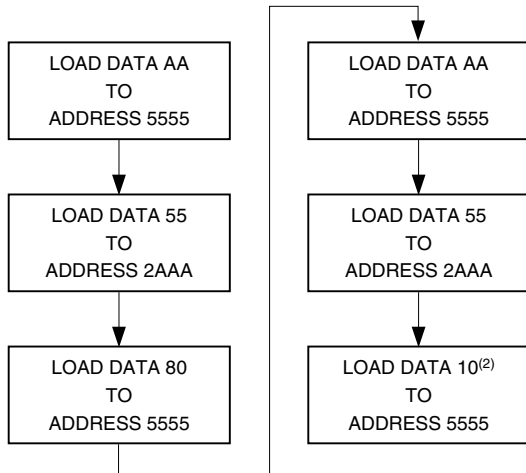 LOAD DATA AA
TO
ADDRESS 5555
LOAD DATA 55
TO
ADDRESS 2AAA
LOAD DATA 80
TO
ADDRESS 5555
LOAD DATA AA
TO
ADDRESS 5555
LOAD DATA 55
TO
ADDRESS 2AAA
LOAD DATA 10(2)
TO
ADDRESS 5555